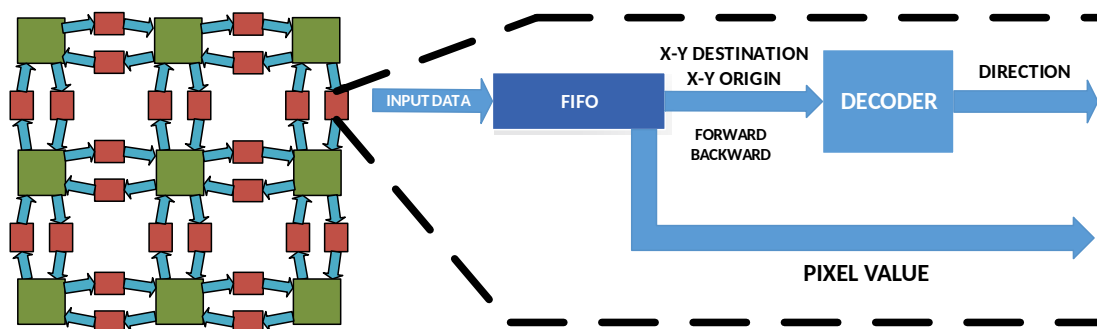 X-Y DESTINATION
X-Y ORIGIN
DIRECTION
INPUT DATA
FIFO
DECODER
FORWARD
BACKWARD
PIXEL VALUE